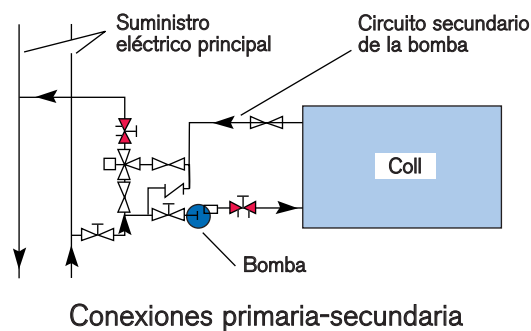 Suministro
eléctrico principal
Circuito secundario
de la bomba
Coll
Bomba
Conexiones primaria-secundaria